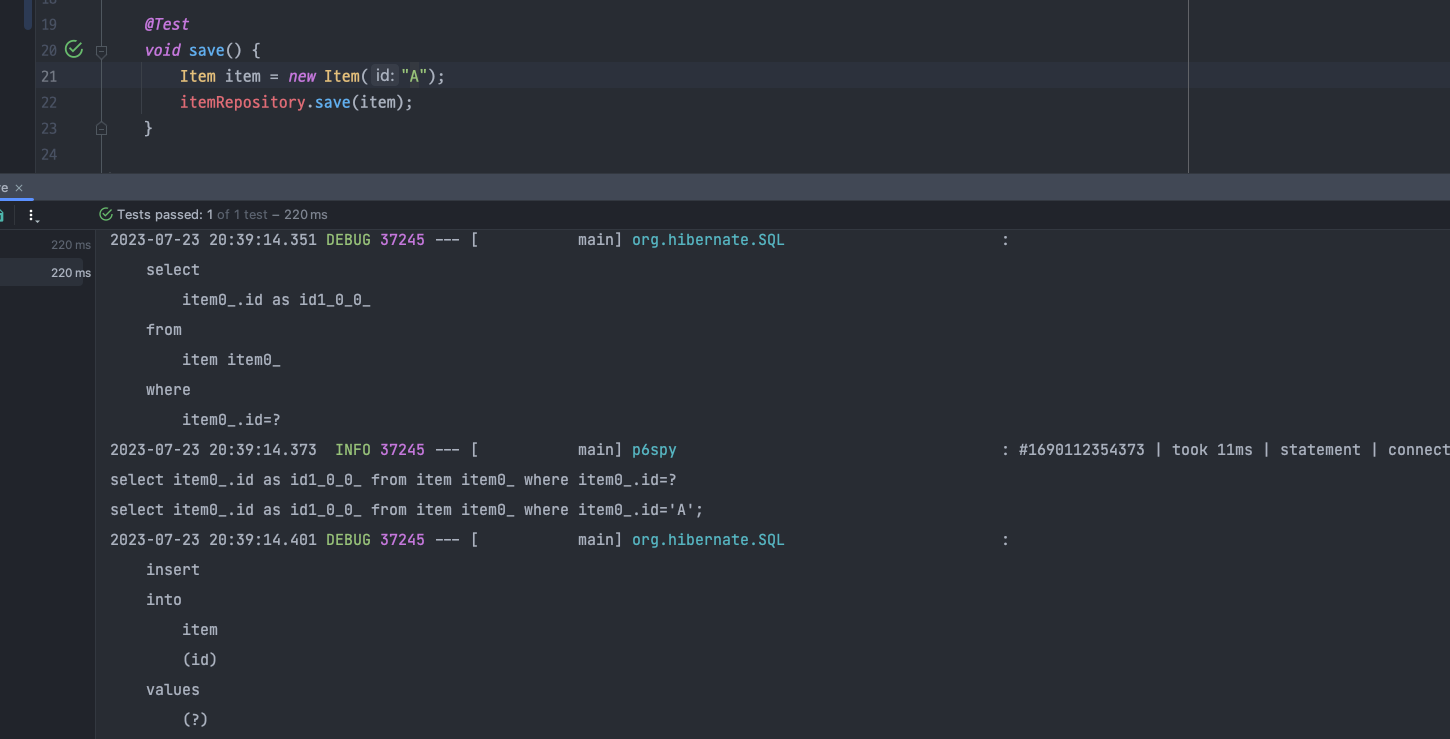 18
19 @Test
20 void save() {
21 Item item = new Item( id: "A");
22 itemRepository.save(item);
23 }
24
e ×
Tests passed: 1 of 1 test – 220 ms
220 ms
220 ms
2023-07-23 20:39:14.351 DEBUG 37245 --- [ main] org.hibernate.SQL :
select
item0_.id as id1_0_0_
from
item item0_
where
item0_.id=?
2023-07-23 20:39:14.373 INFO 37245 --- [ main] p6spy : #1690112354373 | took 11ms | statement | connect
select item0_.id as id1_0_0_ from item item0_ where item0_.id=?
select item0_.id as id1_0_0_ from item item0_ where item0_.id='A';
2023-07-23 20:39:14.401 DEBUG 37245 --- [ main] org.hibernate.SQL :
insert
into
item
(id)
values
(?)